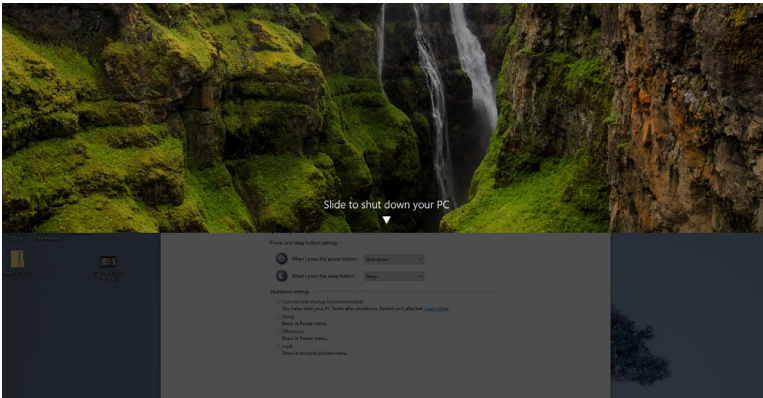 Slide to shut down your PC
Power and sleep button settings
When I press the power button: Shut down
When I press the sleep button: Sleep
Shutdown settings
Turn on fast startup (recommended)
This helps start your PC faster after shutdown. Restart isn't affected. Learn More
Sleep
Show in Power menu.
Hibernate
Show in Power menu.
Lock
Show in account picture menu.